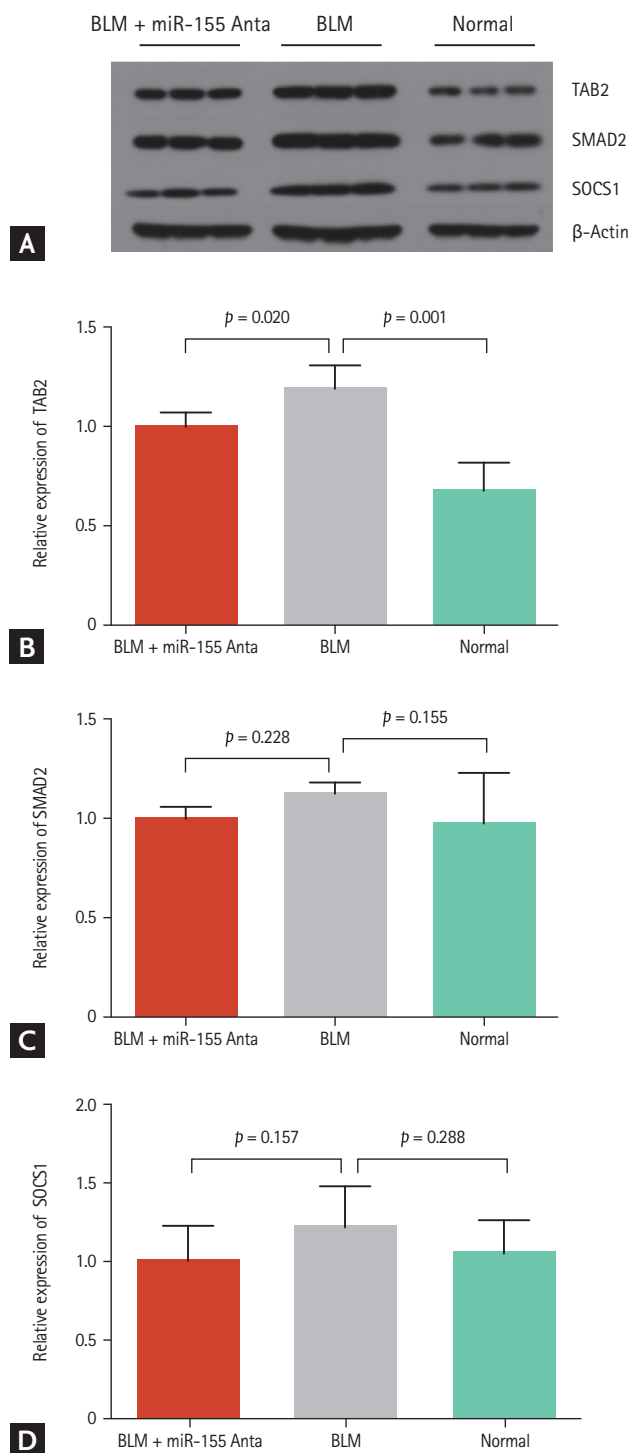 BLM + miR-155 Anta BLM Normal
TAB2
SMAD2
SOCS1
β-Actin
A
1.5
1.0
0.5
0
Relative expression of TAB2
p = 0.020 p = 0.001
BLM + miR-155 Anta BLM Normal
B
1.5
1.0
0.5
0
Relative expression of SMAD2
p = 0.228 p = 0.155
BLM + miR-155 Anta BLM Normal
C
2.0
1.5
1.0
0.5
0
Relative expression of SOCS1
p = 0.157 p = 0.288
BLM + miR-155 Anta BLM Normal
D